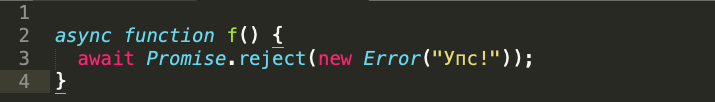 1
2 async function f() {
3   await Promise.reject(new Error("Упс!"));
4 }